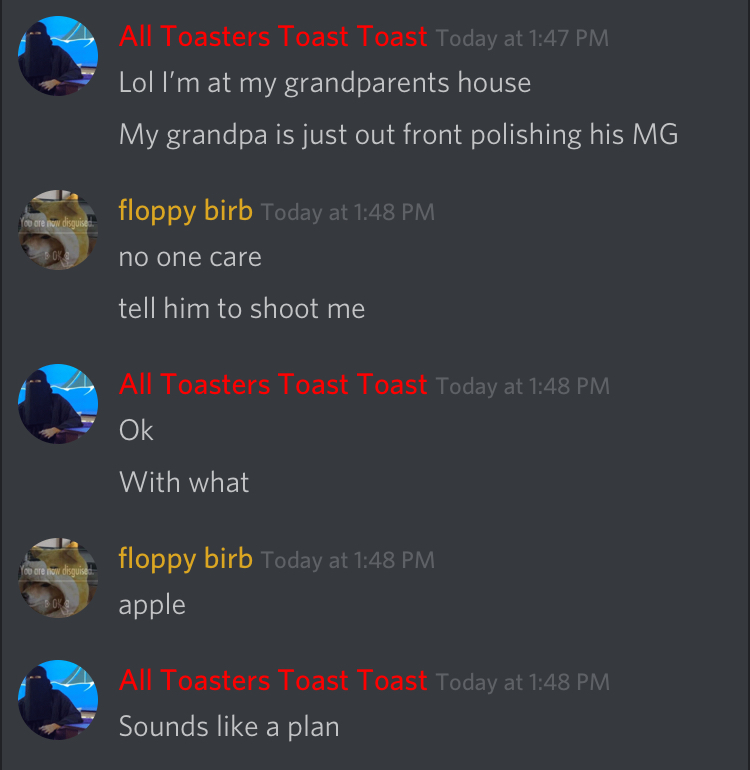 All Toasters Toast Toast Today at 1:47 PM
Lol I’m at my grandparents house
My grandpa is just out front polishing his MG
floppy birb Today at 1:48 PM
You are now disguised.
no one care
tell him to shoot me
All Toasters Toast Toast Today at 1:48 PM
Ok
With what
floppy birb Today at 1:48 PM
You are now disguised.
apple
All Toasters Toast Toast Today at 1:48 PM
Sounds like a plan